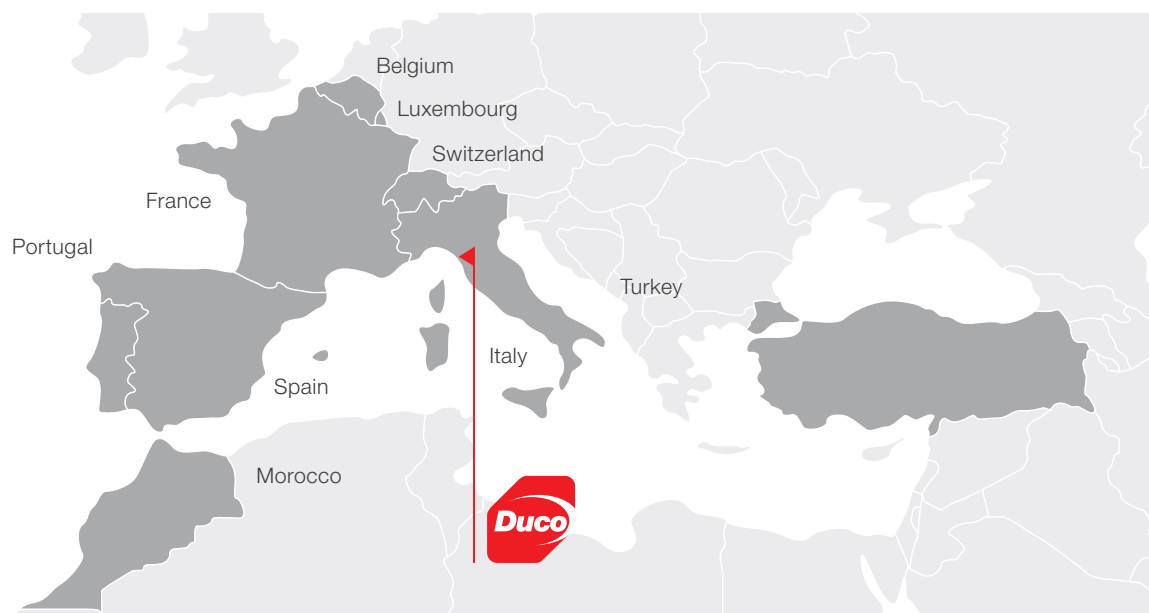 Belgium
Luxembourg
Switzerland
France
Portugal
Turkey
Italy
Spain
Morocco
Duco